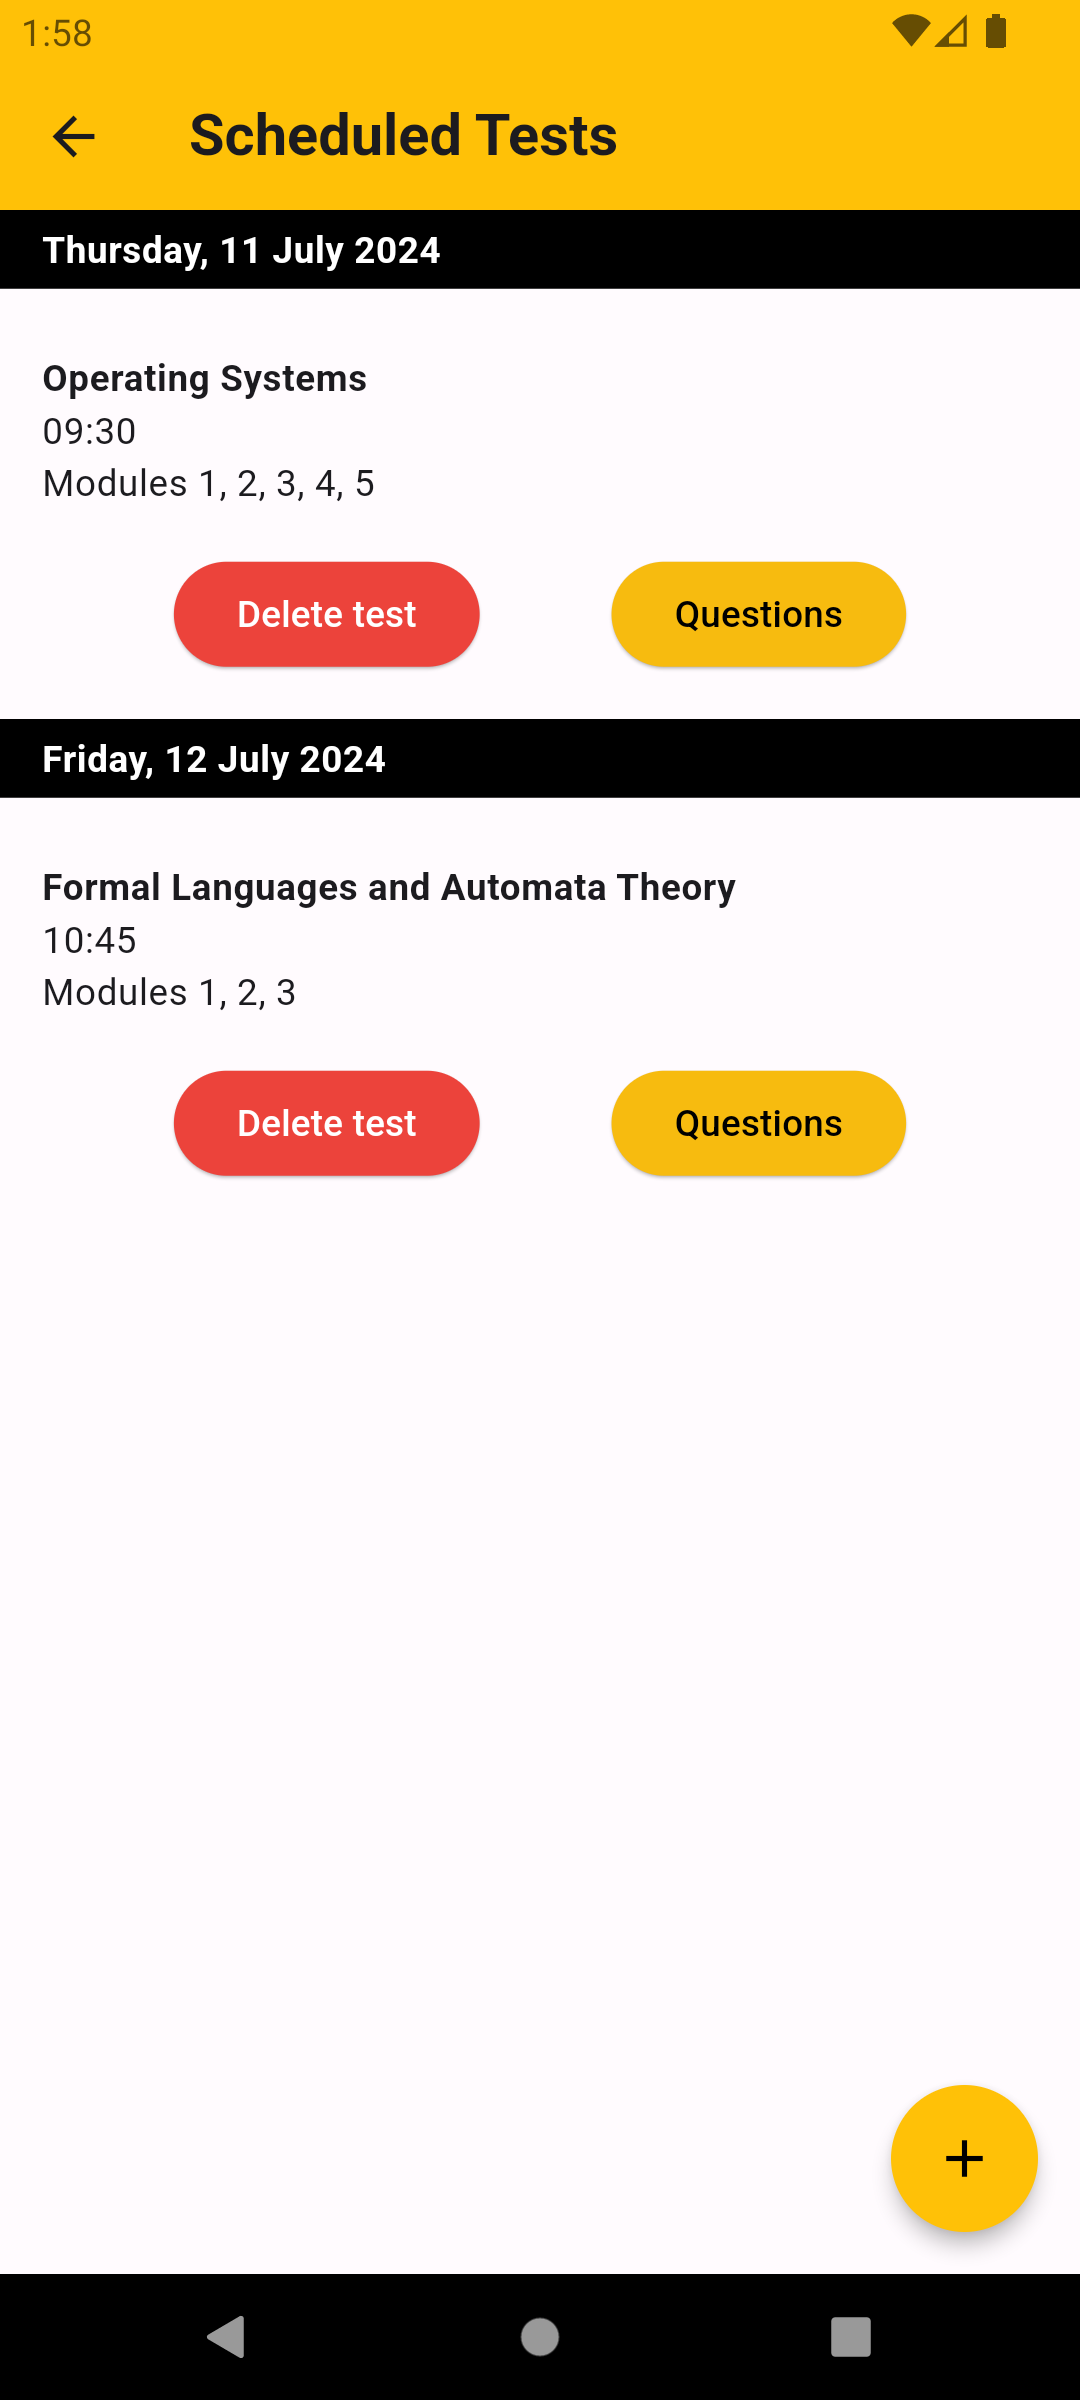 1:58
Scheduled Tests
Thursday, 11 July 2024
Operating Systems
09:30
Modules 1, 2, 3, 4, 5
Delete test Questions
Friday, 12 July 2024
Formal Languages and Automata Theory
10:45
Modules 1, 2, 3
Delete test Questions